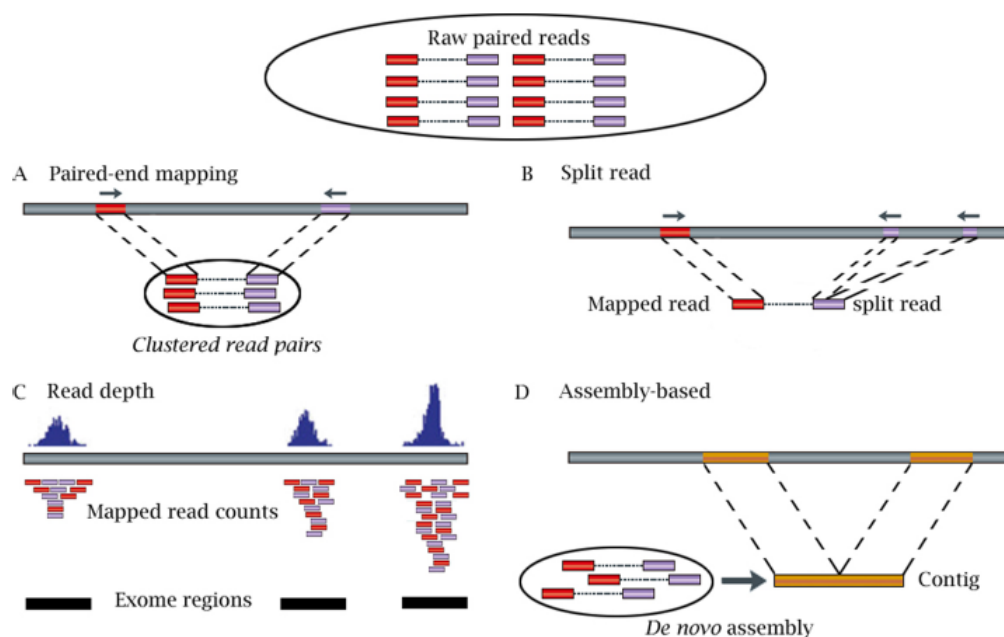 Raw paired reads
A Paired-end mapping
Clustered read pairs
B Split read
Mapped read
split read
C Read depth
Mapped read counts
Exome regions
D Assembly-based
Contig
De novo assembly